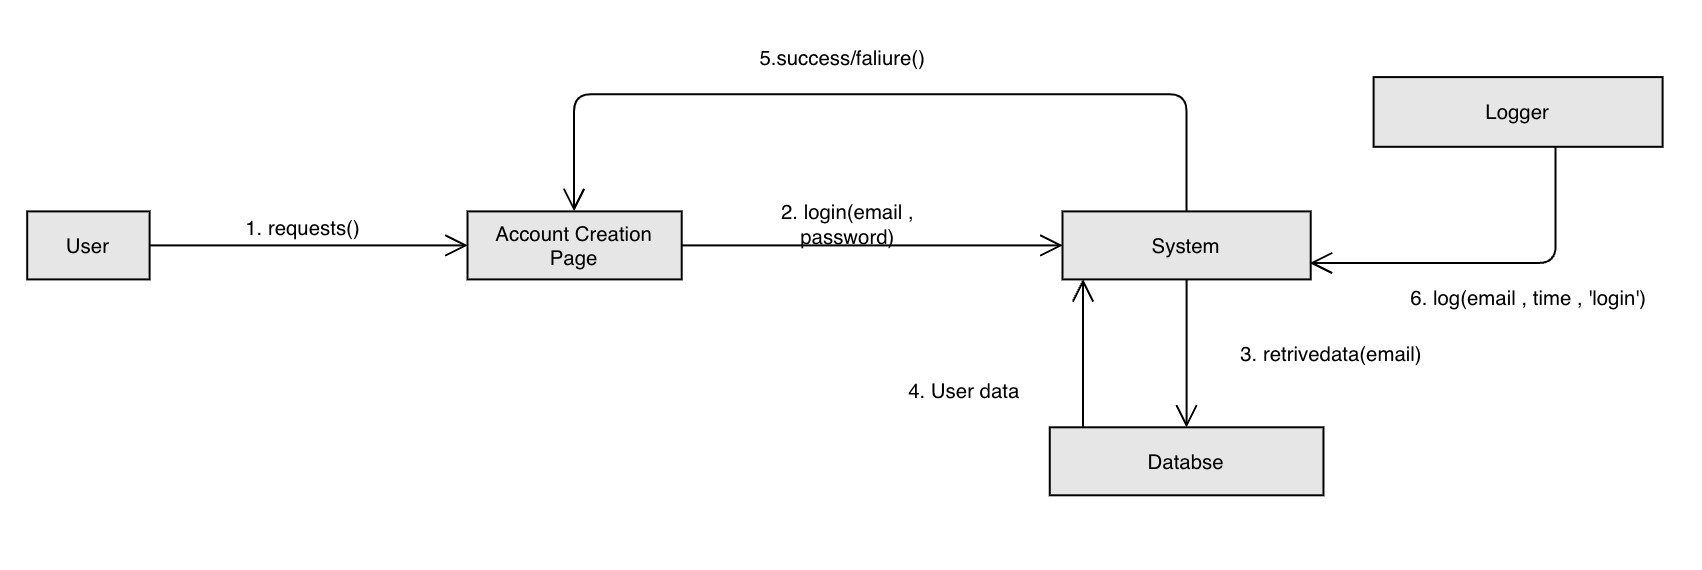 5.success/faliure()
Logger
1. requests()
2. login(email ,
password)
User
Account Creation
Page
System
6. log(email , time , 'login')
3. retrivedata(email)
4. User data
Databse